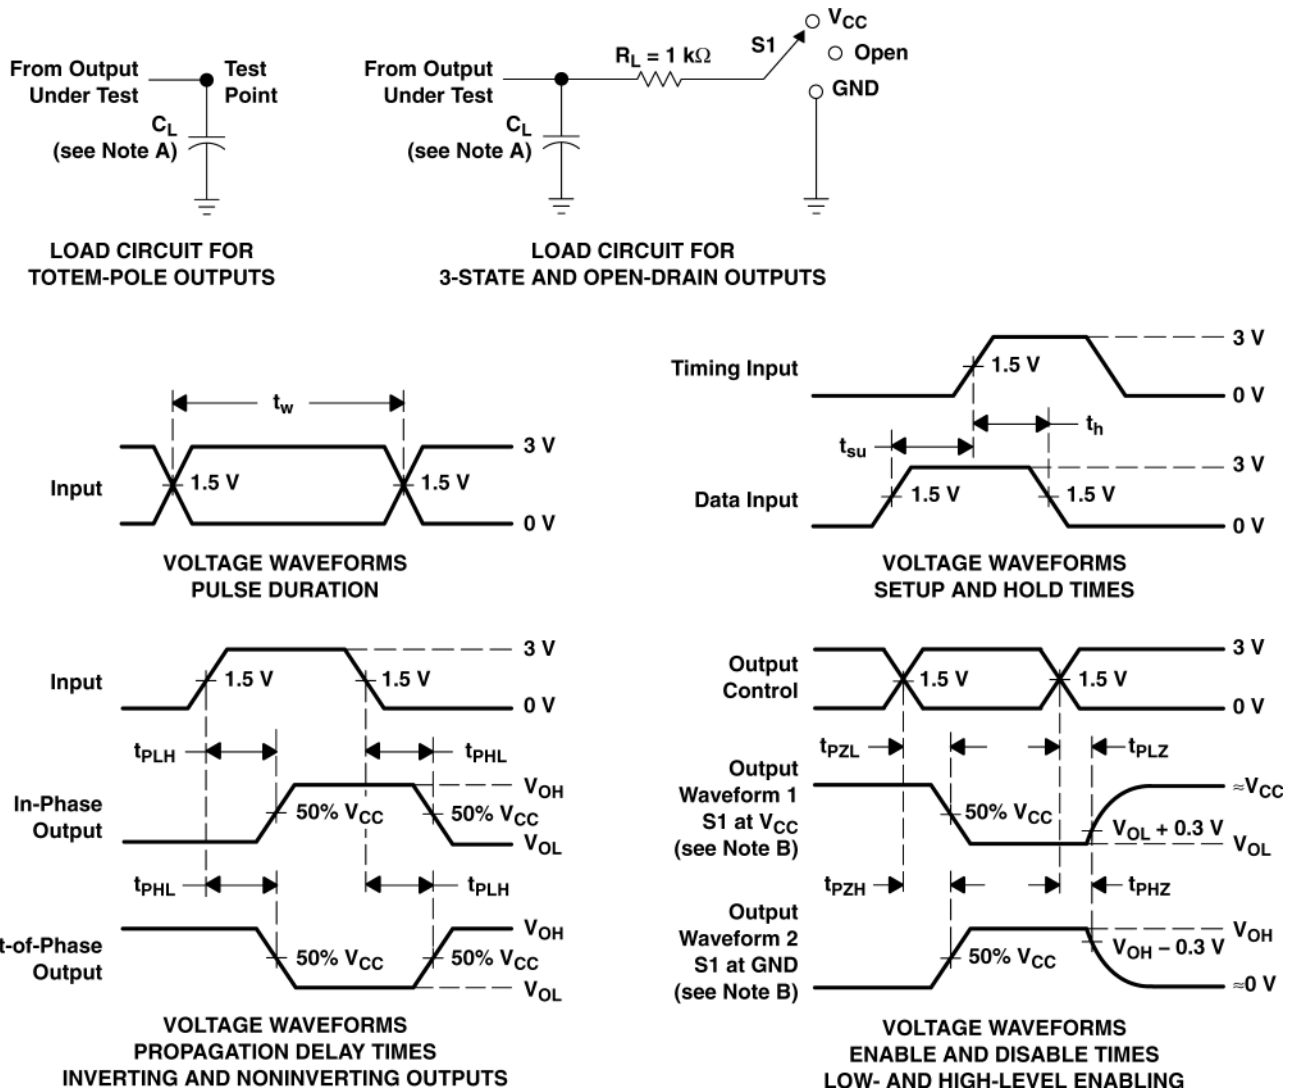 From Output
Under Test
Test
Point
CL
(see Note A)
LOAD CIRCUIT FOR
TOTEM-POLE OUTPUTS
From Output
Under Test
RL = 1 kΩ
S1
VCC
Open
GND
CL
(see Note A)
LOAD CIRCUIT FOR
3-STATE AND OPEN-DRAIN OUTPUTS
tw
Input
1.5 V
1.5 V
3 V
0 V
VOLTAGE WAVEFORMS
PULSE DURATION
Timing Input
1.5 V
3 V
0 V
th
tsu
Data Input
1.5 V
1.5 V
3 V
0 V
VOLTAGE WAVEFORMS
SETUP AND HOLD TIMES
Input
1.5 V
1.5 V
3 V
0 V
tPLH
tPHL
In-Phase
Output
50% VCC
50% VCC
VOH
VOL
tPHL
tPLH
t-of-Phase
Output
50% VCC
50% VCC
VOH
VOL
VOLTAGE WAVEFORMS
PROPAGATION DELAY TIMES
INVERTING AND NONINVERTING OUTPUTS
Output
Control
1.5 V
1.5 V
3 V
0 V
tPZL
tPLZ
Output
Waveform 1
S1 at VCC
(see Note B)
50% VCC
VOL + 0.3 V
≈VCC
VOL
tPZH
tPHZ
Output
Waveform 2
S1 at GND
(see Note B)
50% VCC
VOH − 0.3 V
VOH
≈0 V
VOLTAGE WAVEFORMS
ENABLE AND DISABLE TIMES
LOW- AND HIGH-LEVEL ENABLING